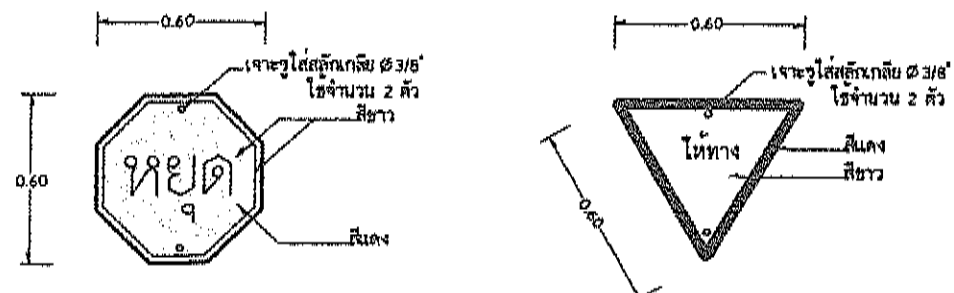 0.60
เจาะรูใส่สลักเกลียว Ø 3/8"
ใช้จำนวน 2 ตัว
สีขาว
0.60
หยุด
สีแดง
0.60
เจาะรูใส่สลักเกลียว Ø 3/8"
ใช้จำนวน 2 ตัว
ให้ทาง
สีแดง
สีขาว
0.60